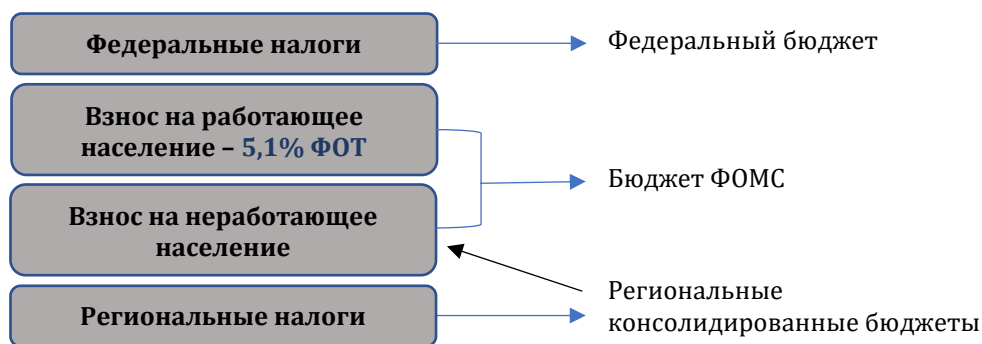 Федеральные налоги
Федеральный бюджет
Взнос на работающее
население – 5,1% ФОТ
Бюджет ФОМС
Взнос на неработающее
население
Региональные налоги
Региональные
консолидированные бюджеты